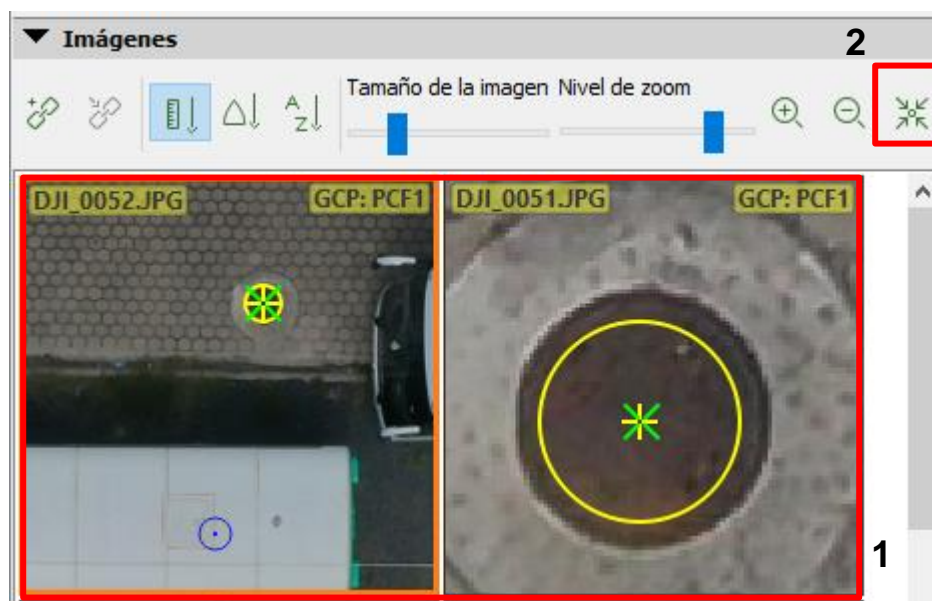 Imágenes
2
Tamaño de la imagen Nivel de zoom
A
Z
DJI_0052.JPG GCP: PCF1 DJI_0051.JPG GCP: PCF1
1